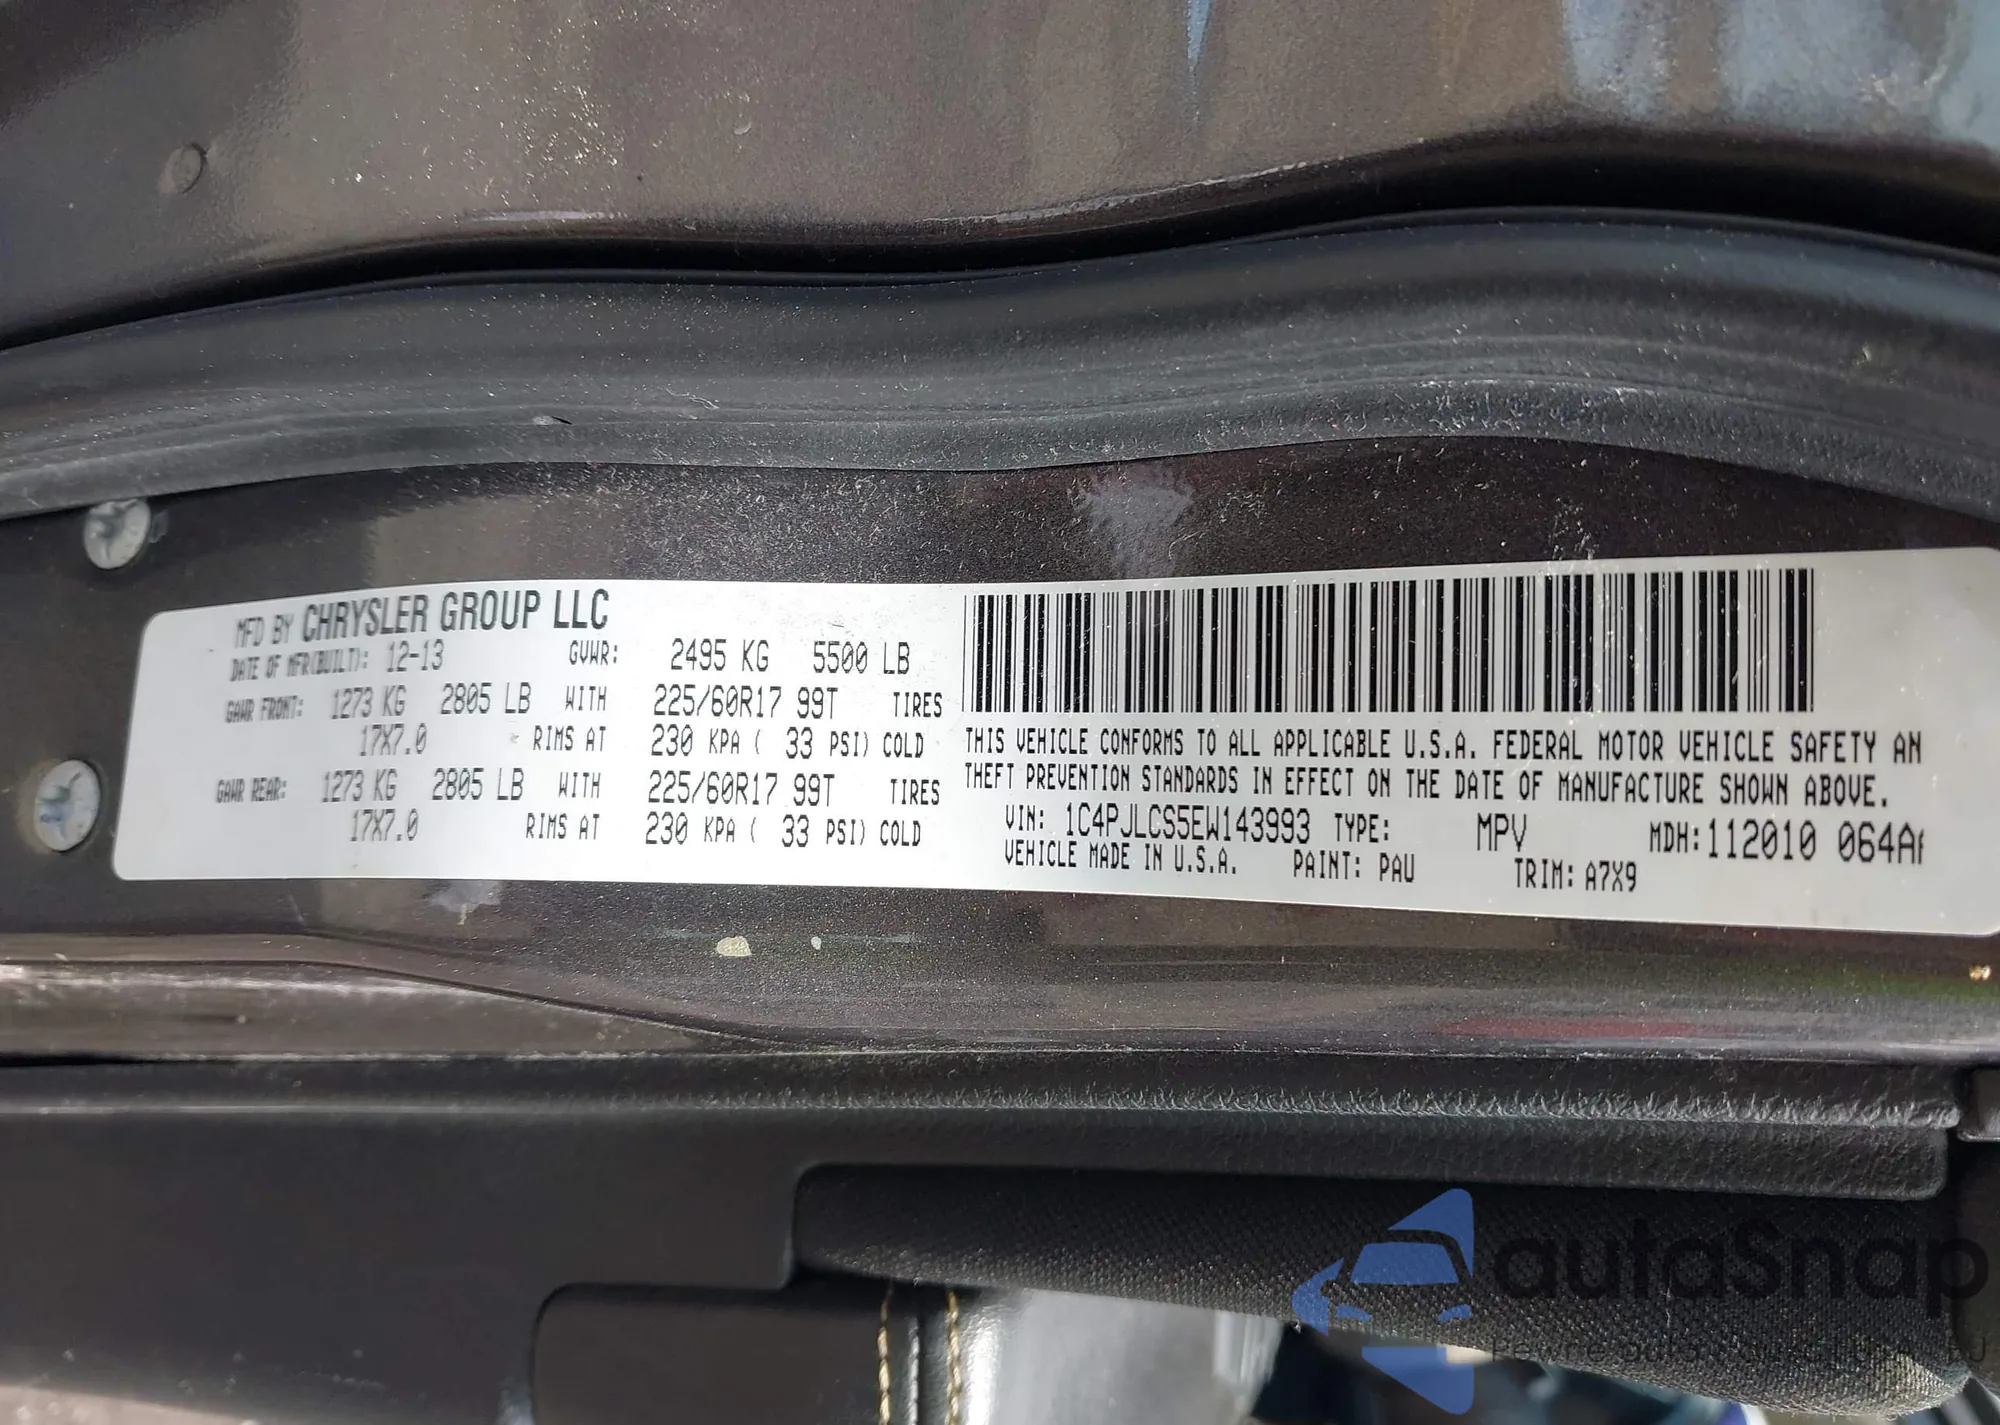 MFD BY CHRYSLER GROUP LLC
DATE OF MFR(BUILT): 12-13 GVWR: 2495 KG 5500 LB
GAWR FRONT: 1273 KG 2805 LB WITH 225/60R17 99T TIRES
17X7.0 RIMS AT 230 KPA ( 33 PSI) COLD
GAWR REAR: 1273 KG 2805 LB WITH 225/60R17 99T TIRES
17X7.0 RIMS AT 230 KPA ( 33 PSI) COLD
THIS VEHICLE CONFORMS TO ALL APPLICABLE U.S.A. FEDERAL MOTOR VEHICLE SAFETY AN
THEFT PREVENTION STANDARDS IN EFFECT ON THE DATE OF MANUFACTURE SHOWN ABOVE.
VIN: 1C4PJLCS5EW143993 TYPE: MPV MDH:112010 064A
VEHICLE MADE IN U.S.A. PAINT: PAU TRIM: A7X9
autaSnap